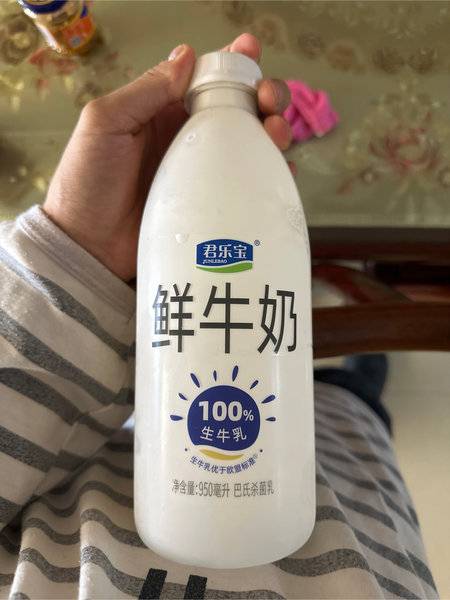 君乐宝®
JUNLEBAO
鲜牛奶
100%
生牛乳
生牛乳优于欧盟标准
净含量:950毫升 巴氏杀菌乳